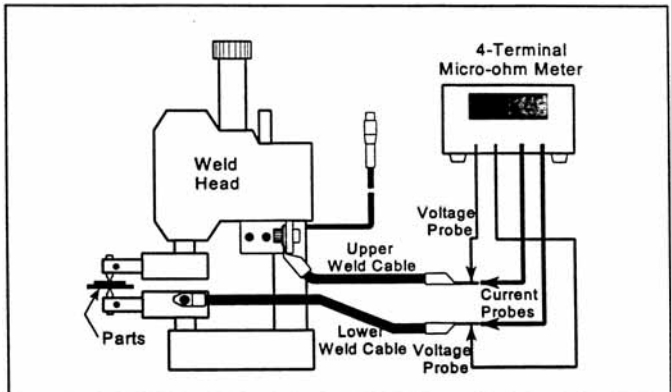 4-Terminal
Micro-ohm Meter
Weld
Head
Voltage
Probe
Upper
Weld Cable
Current
Probes
Parts
Lower
Weld Cable
Voltage
Probe